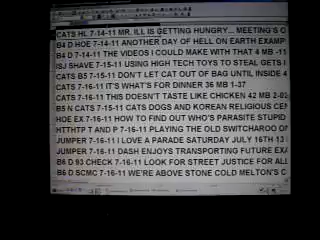 CATS HL 7-14-11 MR. ILL IS GETTING HUNGRY... MEETING'S O
B4 D HOE 7-14-11 ANOTHER DAY OF HELL ON EARTH EXAMP
B4 D 7-14-11 THE VIDEOS I COULD MAKE WITH THAT 4 MB -11
ISJ SHAVE 7-15-11 USING HIGH TECH TOYS TO STEAL GETS I
CATS B5 7-15-11 DON'T LET CAT OUT OF BAG UNTIL INSIDE 4
CATS 7-16-11 IT'S WHAT'S FOR DINNER 36 MB 1-37
CATS 7-16-11 THIS DOESN'T TASTE LIKE CHICKEN 42 MB 2-02
B5 N CATS 7-15-11 CATS DOGS AND KOREAN RELIGIOUS CEN
HOE EX 7-16-11 HOW TO FIND OUT WHO'S PARASITE STUPID
HTTHTP T AND P 7-16-11 PLAYING THE OLD SWITCHAROO ON
JUMPER 7-16-11 I LOVE A PARADE SATURDAY JULY 16TH 13
JUMPER 7-16-11 DASH ENJOYS TRANSPORTING FUTURE EXA
B6 D 93 CHECK 7-16-11 LOOK FOR STREET JUSTICE FOR ALL
B6 D SCMC 7-16-11 WE'RE ABOVE STONE COLD MELTON'S C